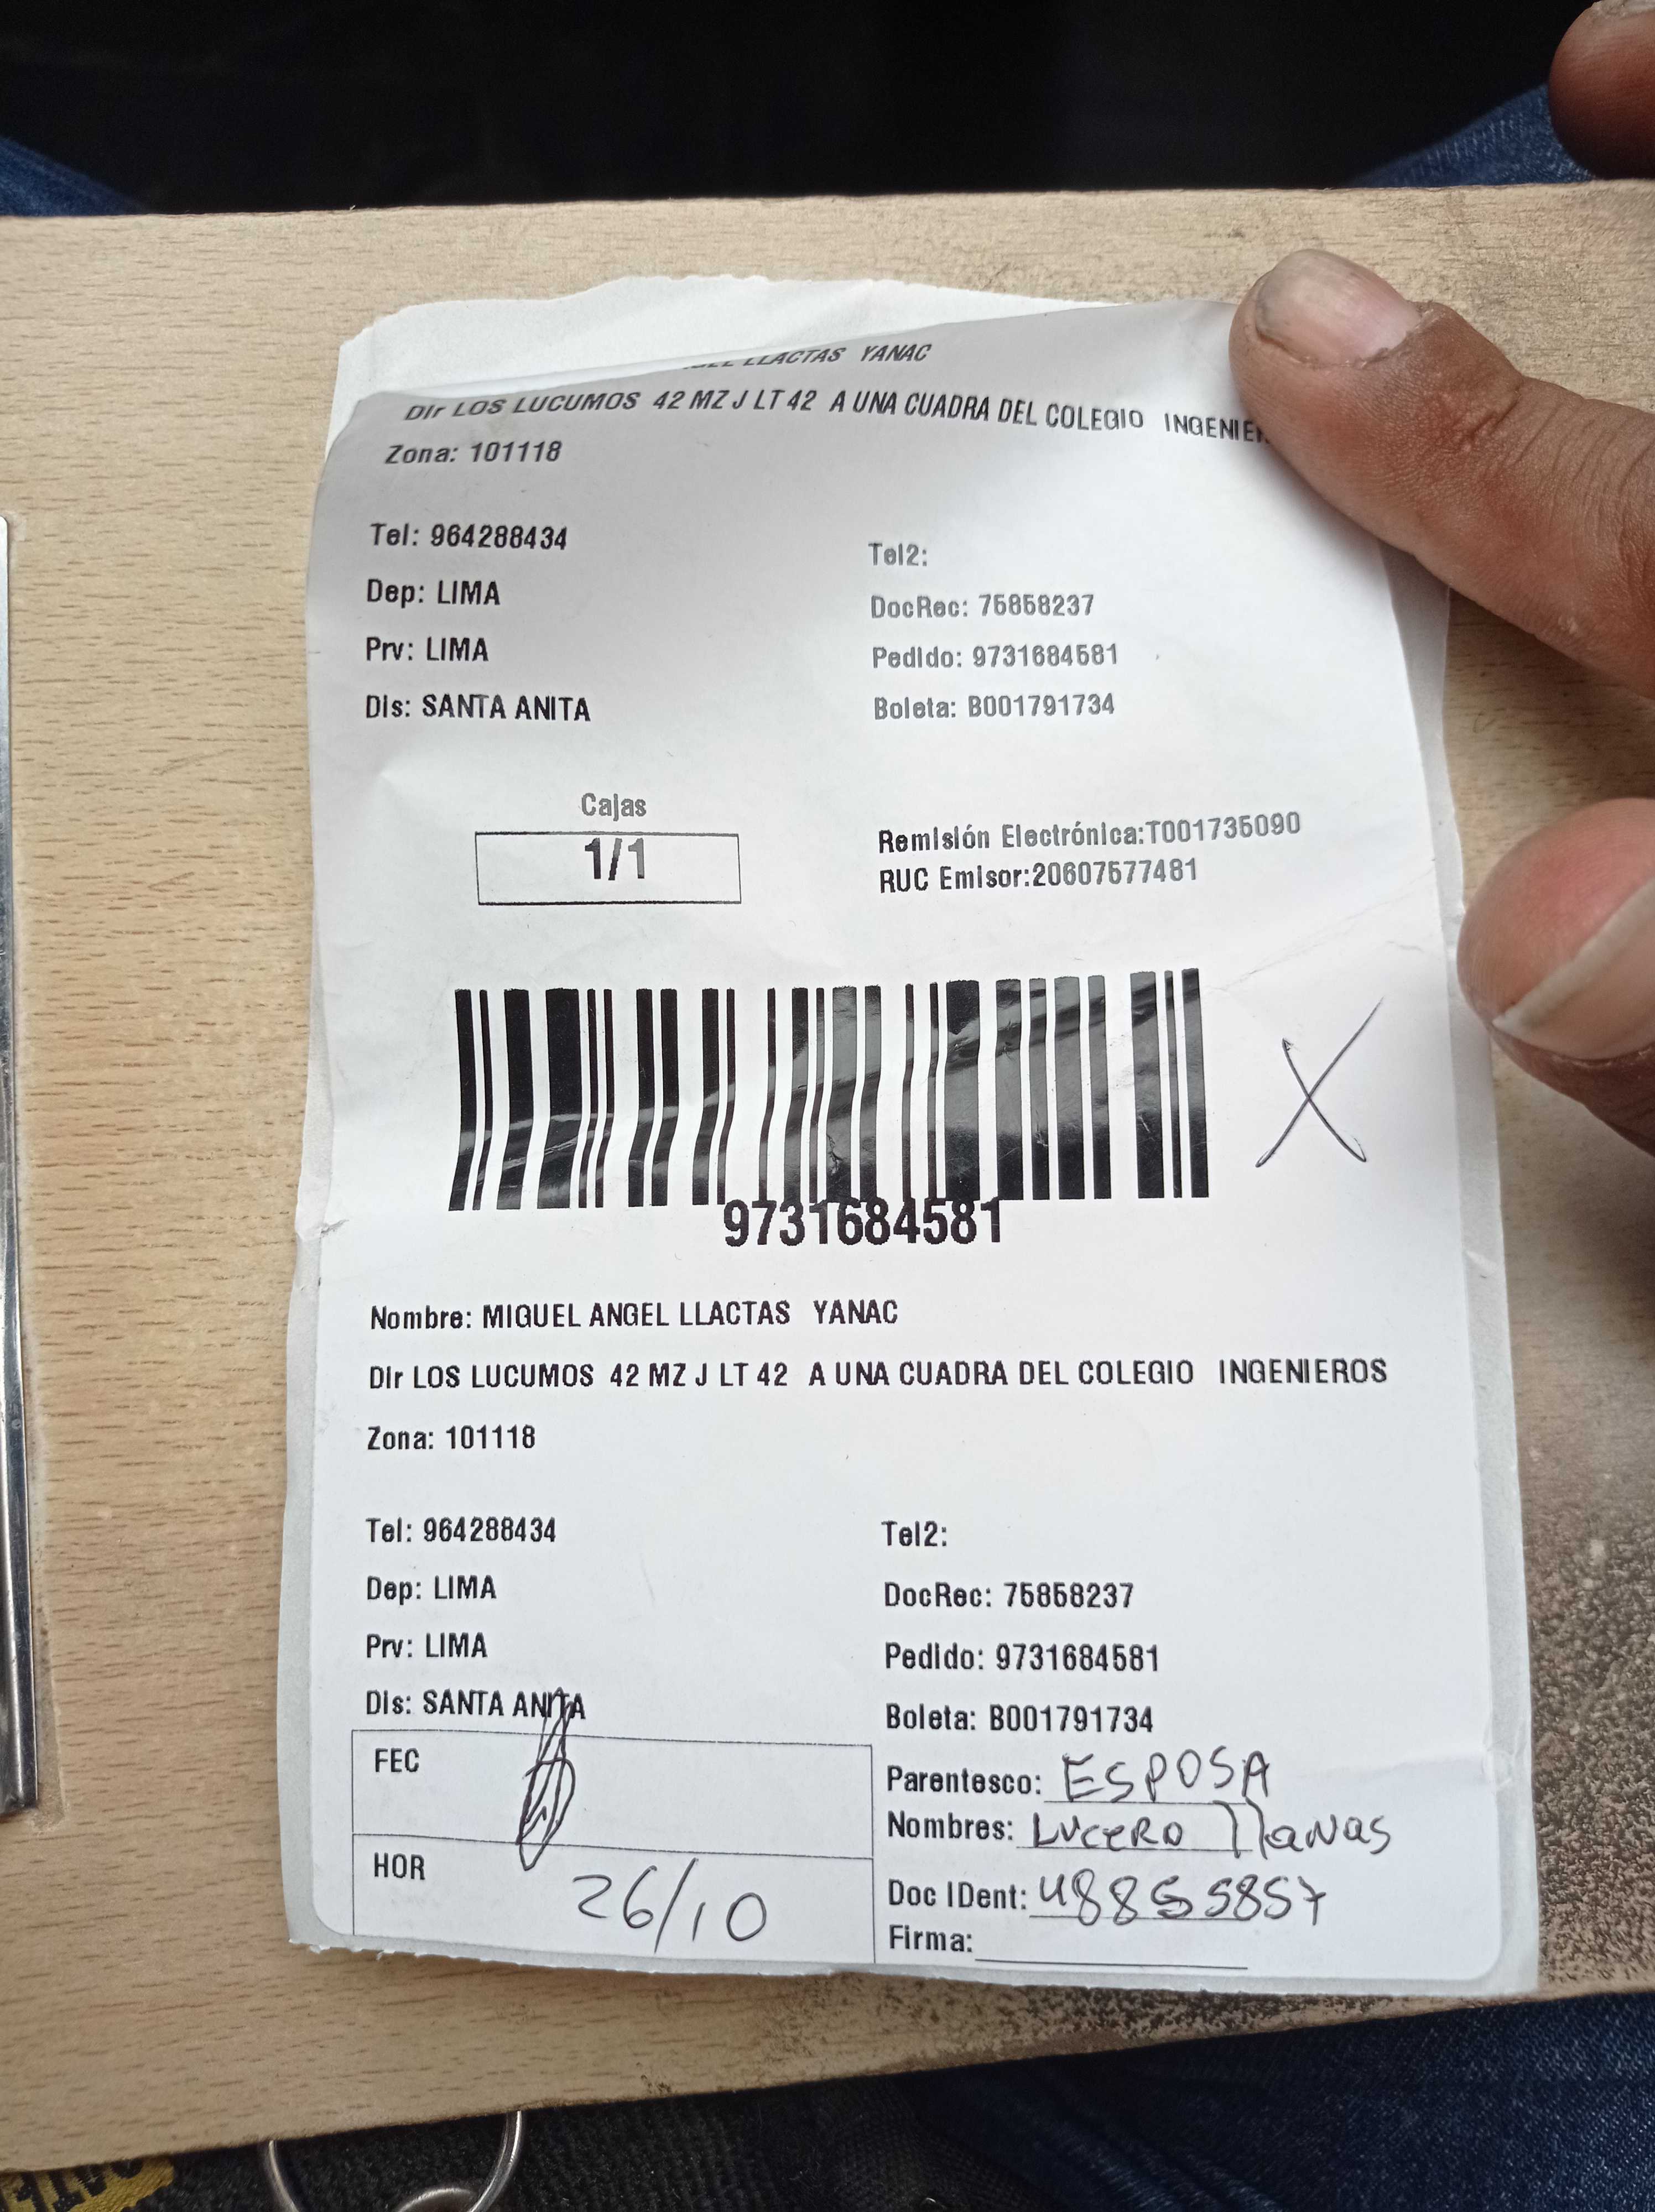 LLACTAS YANAC
Dir LOS LUCUMOS 42 MZ J LT 42 A UNA CUADRA DEL COLEGIO INGENIER
Zona: 101118
Tel: 964288434
Tel2:
Dep: LIMA
DocRec: 75858237
Prv: LIMA
Pedido: 9731684581
Dis: SANTA ANITA
Boleta: B001791734
Cajas
1/1
Remisión Electrónica:T001735090
RUC Emisor:20607577481
X
9731684581
Nombre: MIGUEL ANGEL LLACTAS YANAC
Dir LOS LUCUMOS 42 MZ J LT 42 A UNA CUADRA DEL COLEGIO INGENIEROS
Zona: 101118
Tel: 964288434
Tel2:
Dep: LIMA
DocRec: 75858237
Prv: LIMA
Pedido: 9731684581
Dis: SANTA ANITA
Boleta: B001791734
FEC
Parentesco: ESPOSA
Nombres: LUCERO llanas
HOR
26/10
Doc IDent: 48855857
Firma: